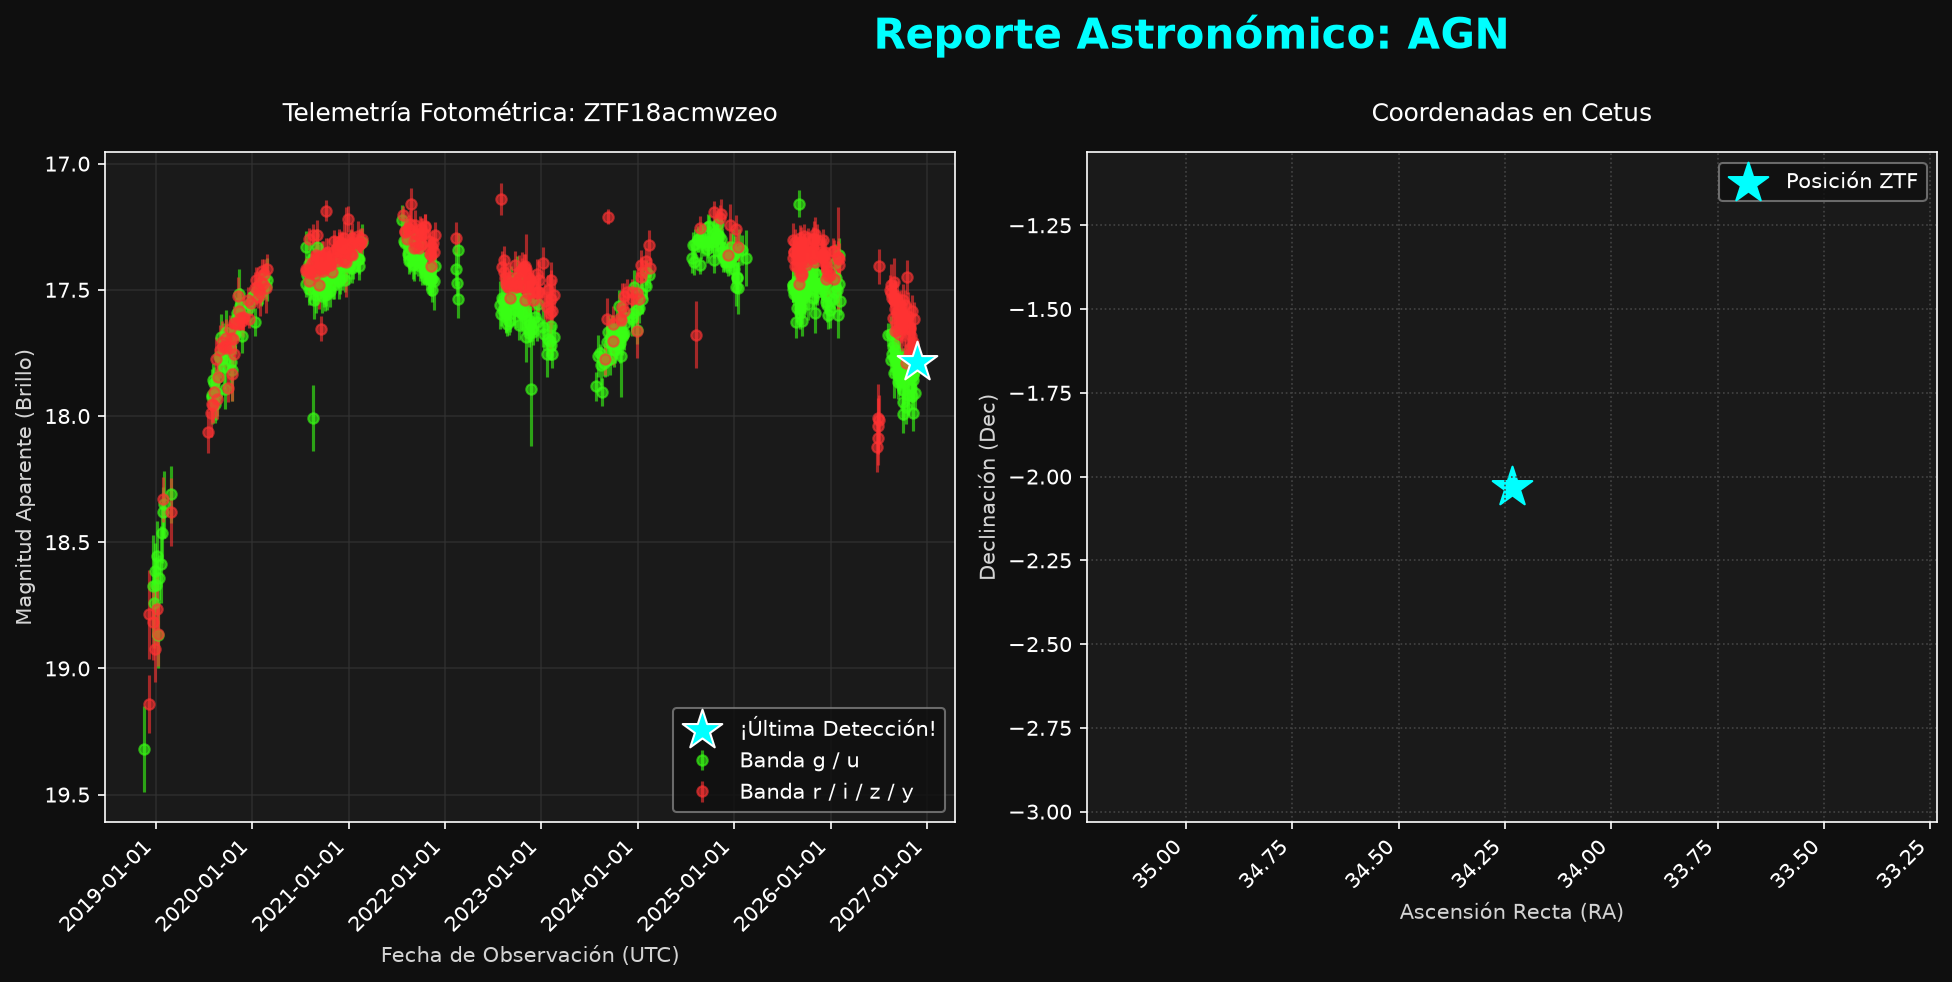 Reporte Astronómico: AGN
Telemetría Fotométrica: ZTF18acmwzeo
Magnitud Aparente (Brillo)
17.0
17.5
18.0
18.5
19.0
19.5
¡Última Detección!
Banda g / u
Banda r / i / z / y
2019-01-01
2020-01-01
2021-01-01
2022-01-01
2023-01-01
2024-01-01
2025-01-01
2026-01-01
2027-01-01
Fecha de Observación (UTC)
Coordenadas en Cetus
Posición ZTF
Declinación (Dec)
−1.25
−1.50
−1.75
−2.00
−2.25
−2.50
−2.75
−3.00
35.00
34.75
34.50
34.25
34.00
33.75
33.50
33.25
Ascensión Recta (RA)